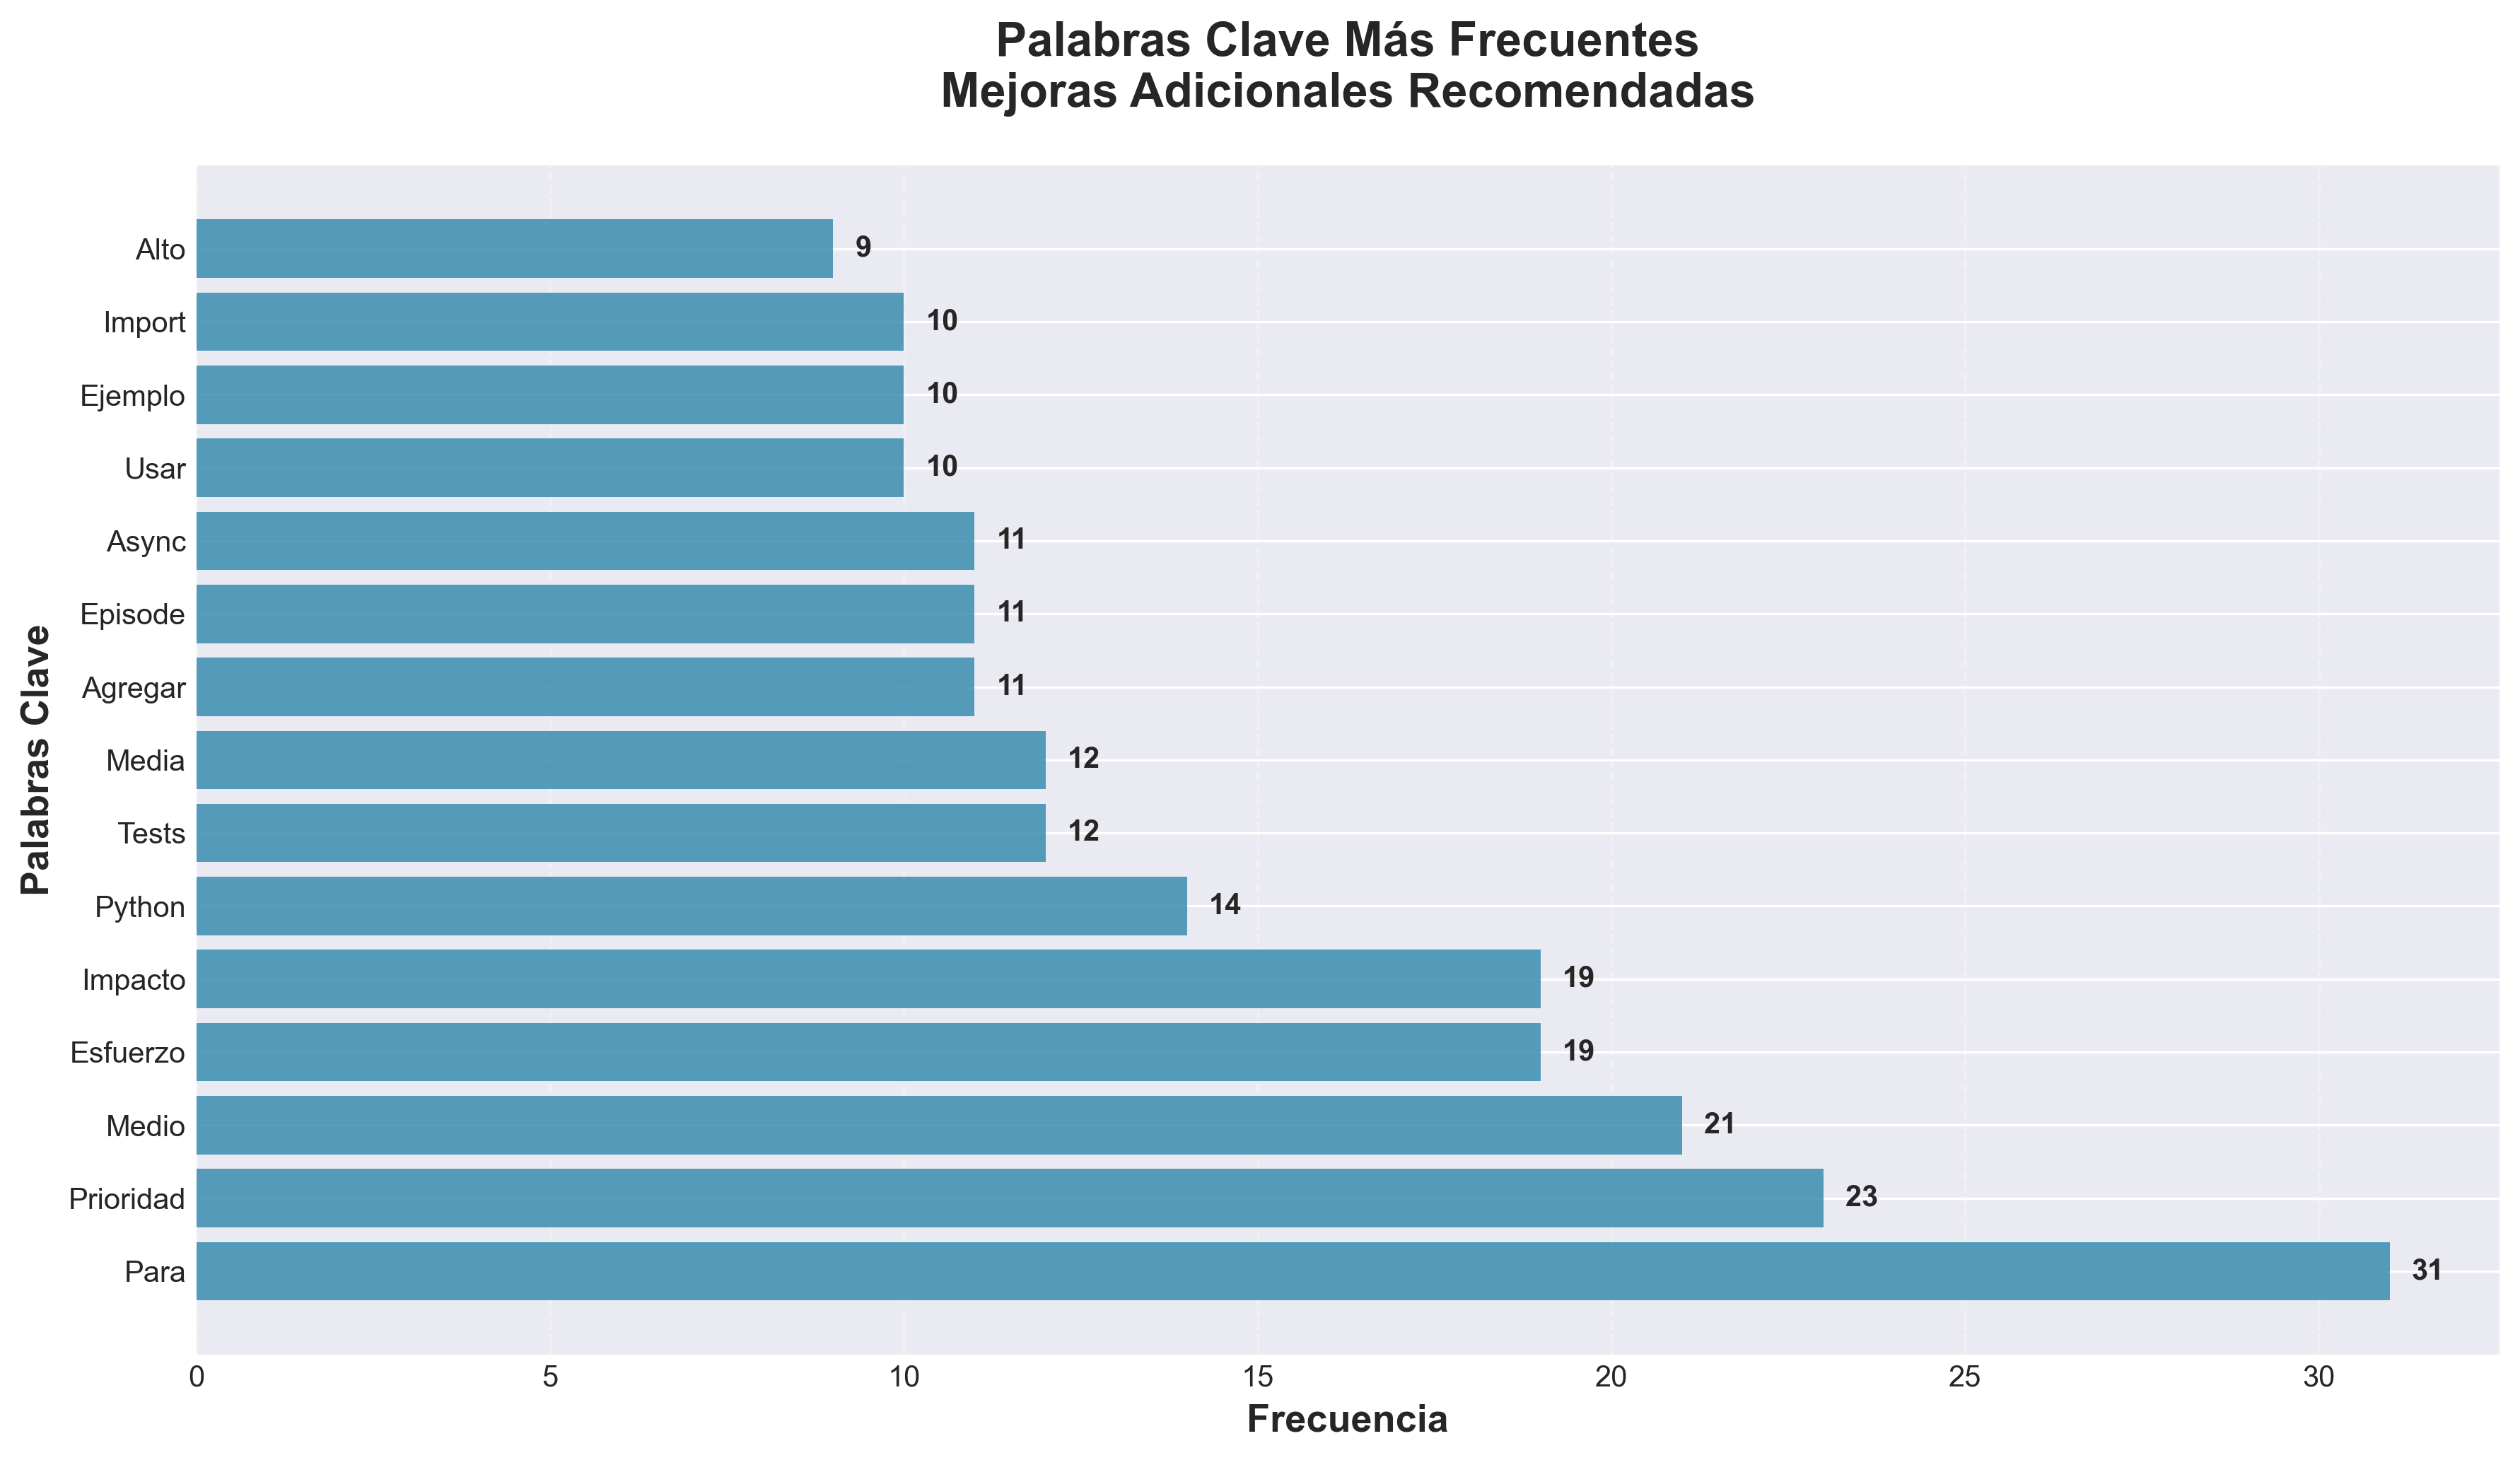 Palabras Clave Más Frecuentes
Mejoras Adicionales Recomendadas
Palabras Clave
Alto 9
Import 10
Ejemplo 10
Usar 10
Async 11
Episode 11
Agregar 11
Media 12
Tests 12
Python 14
Impacto 19
Esfuerzo 19
Medio 21
Prioridad 23
Para 31
0 5 10 15 20 25 30
Frecuencia